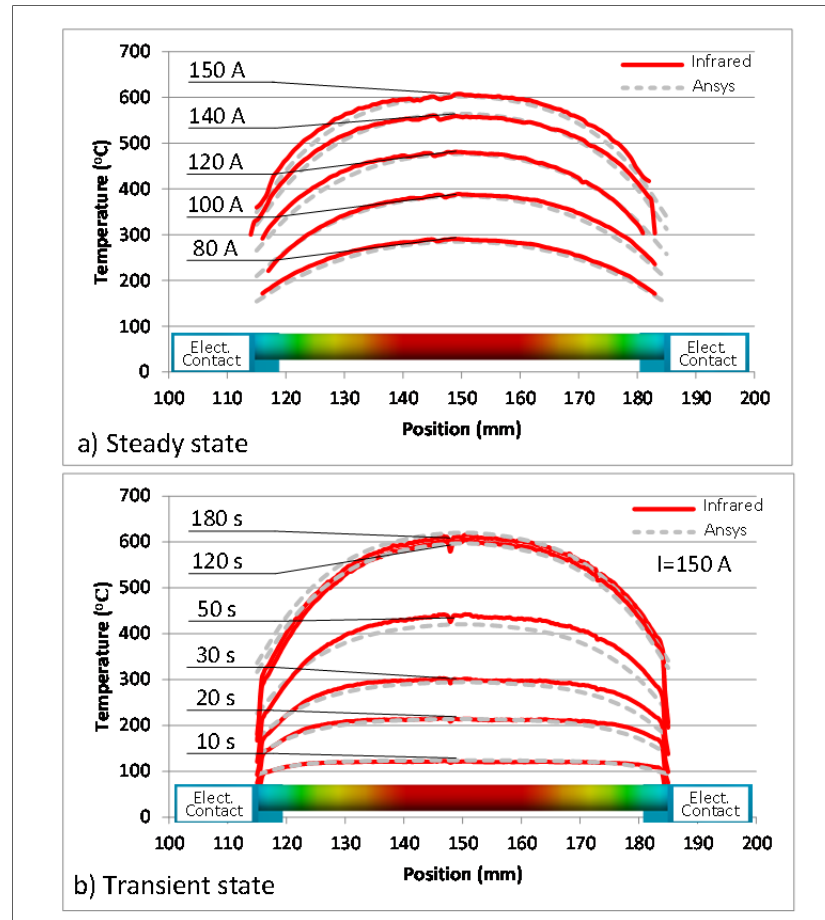 700
600
500
400
300
200
100
0
Temperature (ºC)
150 A
140 A
120 A
100 A
80 A
Infrared
Ansys
Elect.
Contact
Elect.
Contact
100 110 120 130 140 150 160 170 180 190 200
Position (mm)
a) Steady state
700
600
500
400
300
200
100
0
Temperature (ºC)
180 s
120 s
50 s
30 s
20 s
10 s
Infrared
Ansys
I=150 A
Elect.
Contact
Elect.
Contact
100 110 120 130 140 150 160 170 180 190 200
Position (mm)
b) Transient state